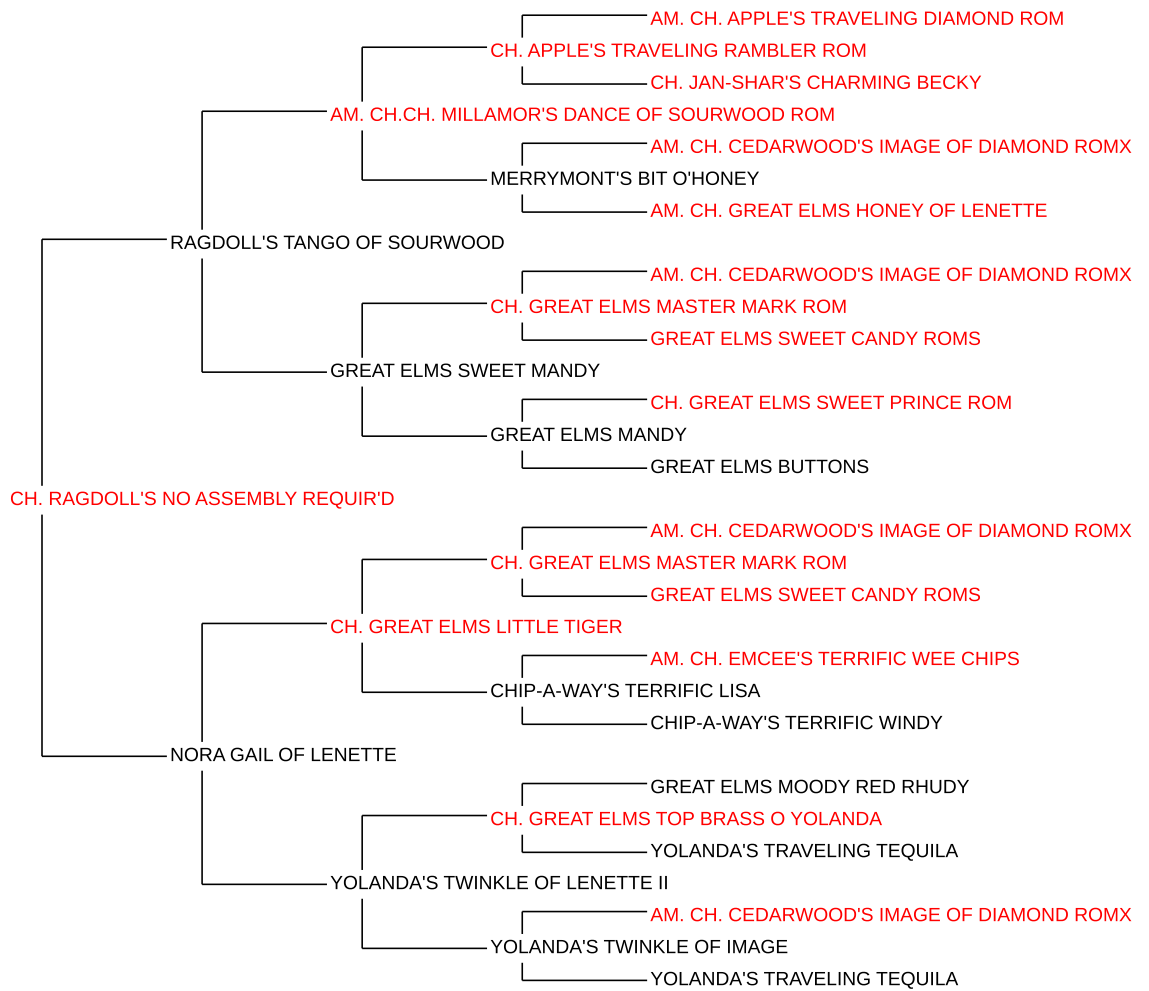 AM. CH. APPLE'S TRAVELING DIAMOND ROM
CH. APPLE'S TRAVELING RAMBLER ROM
CH. JAN-SHAR'S CHARMING BECKY
AM. CH.CH. MILLAMOR'S DANCE OF SOURWOOD ROM
AM. CH. CEDARWOOD'S IMAGE OF DIAMOND ROMX
MERRYMONT'S BIT O'HONEY
AM. CH. GREAT ELMS HONEY OF LENETTE
RAGDOLL'S TANGO OF SOURWOOD
AM. CH. CEDARWOOD'S IMAGE OF DIAMOND ROMX
CH. GREAT ELMS MASTER MARK ROM
GREAT ELMS SWEET CANDY ROMS
GREAT ELMS SWEET MANDY
CH. GREAT ELMS SWEET PRINCE ROM
GREAT ELMS MANDY
GREAT ELMS BUTTONS
CH. RAGDOLL'S NO ASSEMBLY REQUIR'D
AM. CH. CEDARWOOD'S IMAGE OF DIAMOND ROMX
CH. GREAT ELMS MASTER MARK ROM
GREAT ELMS SWEET CANDY ROMS
CH. GREAT ELMS LITTLE TIGER
AM. CH. EMCEE'S TERRIFIC WEE CHIPS
CHIP-A-WAY'S TERRIFIC LISA
CHIP-A-WAY'S TERRIFIC WINDY
NORA GAIL OF LENETTE
GREAT ELMS MOODY RED RHUDY
CH. GREAT ELMS TOP BRASS O YOLANDA
YOLANDA'S TRAVELING TEQUILA
YOLANDA'S TWINKLE OF LENETTE II
AM. CH. CEDARWOOD'S IMAGE OF DIAMOND ROMX
YOLANDA'S TWINKLE OF IMAGE
YOLANDA'S TRAVELING TEQUILA